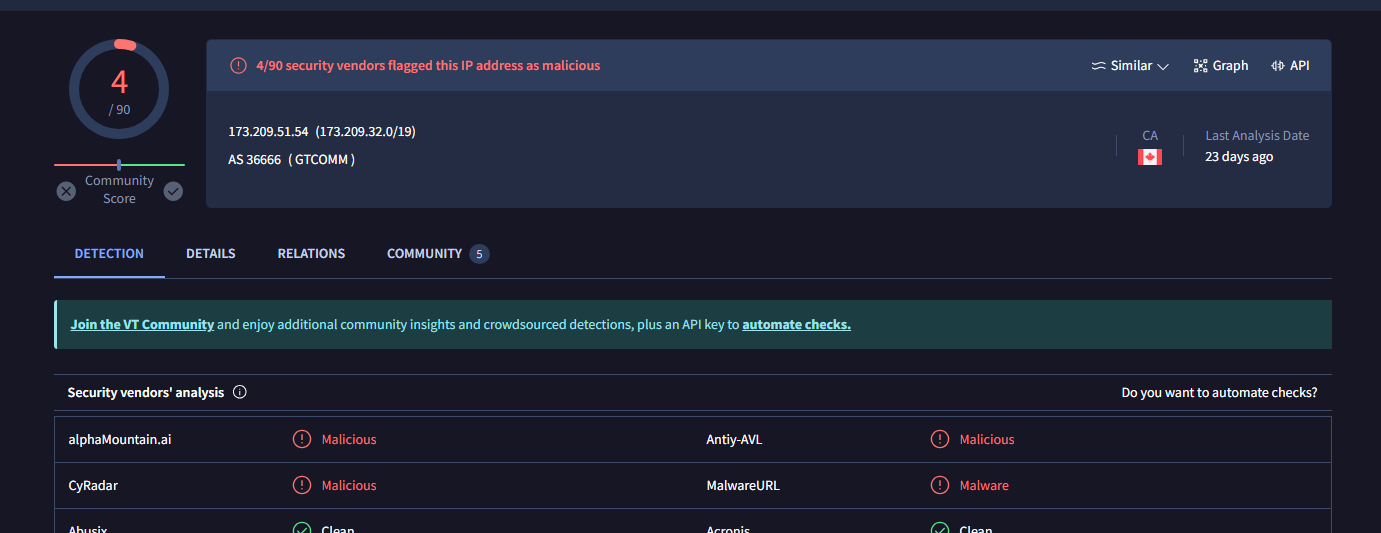 4
/ 90
Community
Score
4/90 security vendors flagged this IP address as malicious
Similar
Graph
API
173.209.51.54 (173.209.32.0/19)
AS 36666 ( GTCOMM )
CA
Last Analysis Date
23 days ago
DETECTION DETAILS RELATIONS COMMUNITY 5
Join the VT Community and enjoy additional community insights and crowdsourced detections, plus an API key to automate checks.
Security vendors' analysis Do you want to automate checks?
alphaMountain.ai Malicious Antiy-AVL Malicious
CyRadar Malicious MalwareURL Malware
Abusix Clean Acronis Clean